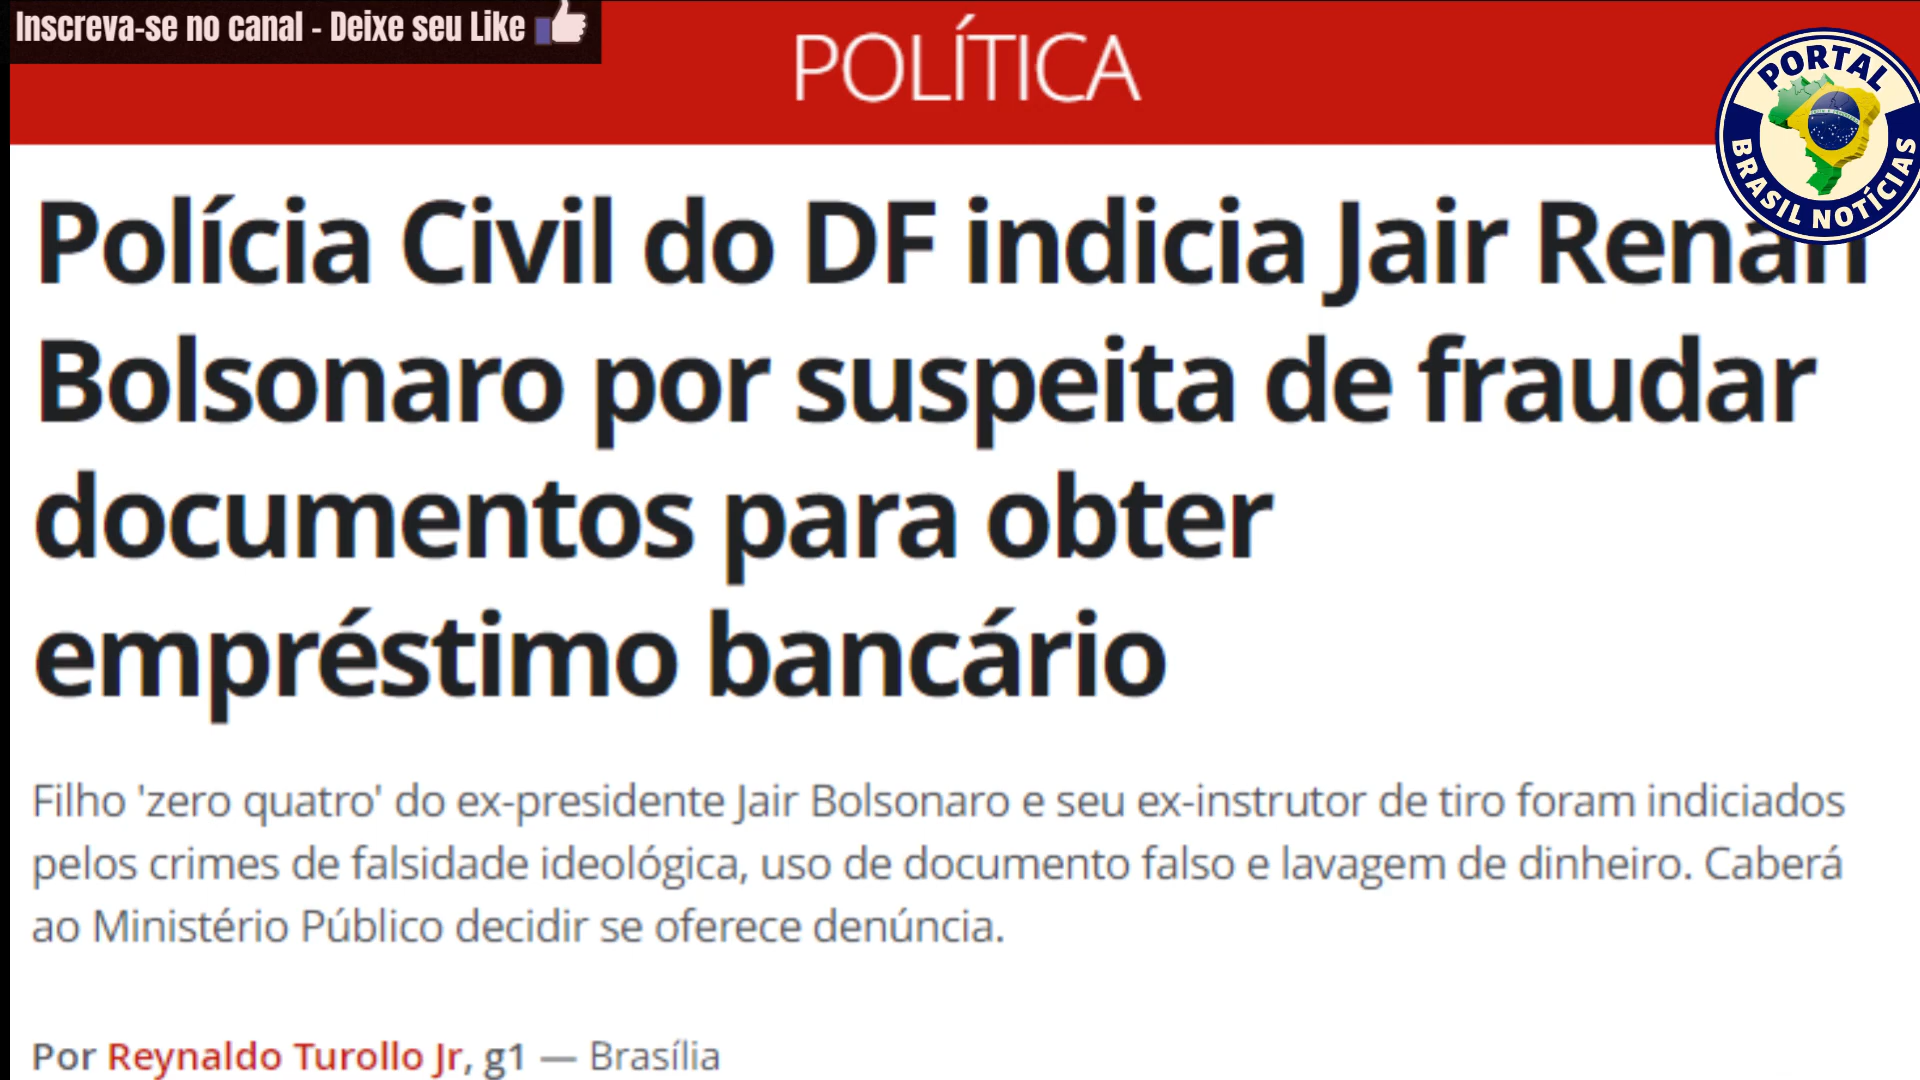 Inscreva-se no canal - Deixe seu Like
POLÍTICA
PORTAL
BRASIL NOTÍCIAS
Polícia Civil do DF indicia Jair Renan
Bolsonaro por suspeita de fraudar
documentos para obter
empréstimo bancário
Filho 'zero quatro' do ex-presidente Jair Bolsonaro e seu ex-instrutor de tiro foram indiciados
pelos crimes de falsidade ideológica, uso de documento falso e lavagem de dinheiro. Caberá
ao Ministério Público decidir se oferece denúncia.
Por Reynaldo Turollo Jr, g1 — Brasília